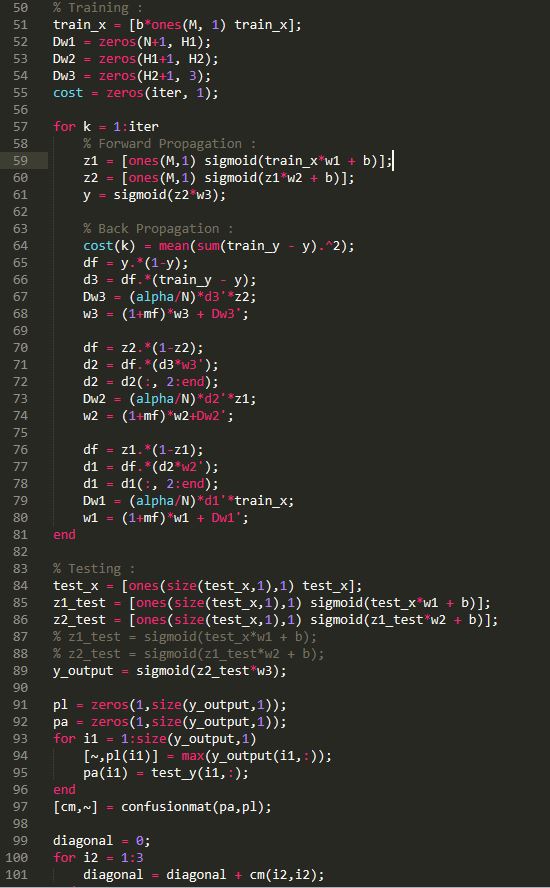 50 % Training :
51 train_x = [b*ones(M, 1) train_x];
52 Dw1 = zeros(N+1, H1);
53 Dw2 = zeros(H1+1, H2);
54 Dw3 = zeros(H2+1, 3);
55 cost = zeros(iter, 1);
56
57 for k = 1:iter
58 % Forward Propagation :
59 z1 = [ones(M,1) sigmoid(train_x*w1 + b)];
60 z2 = [ones(M,1) sigmoid(z1*w2 + b)];
61 y = sigmoid(z2*w3);
62
63 % Back Propagation :
64 cost(k) = mean(sum(train_y - y).^2);
65 df = y.*(1-y);
66 d3 = df.*(train_y - y);
67 Dw3 = (alpha/N)*d3'*z2;
68 w3 = (1+mf)*w3 + Dw3';
69
70 df = z2.*(1-z2);
71 d2 = df.*(d3*w3');
72 d2 = d2(:, 2:end);
73 Dw2 = (alpha/N)*d2'*z1;
74 w2 = (1+mf)*w2+Dw2';
75
76 df = z1.*(1-z1);
77 d1 = df.*(d2*w2');
78 d1 = d1(:, 2:end);
79 Dw1 = (alpha/N)*d1'*train_x;
80 w1 = (1+mf)*w1 + Dw1';
81 end
82
83 % Testing :
84 test_x = [ones(size(test_x,1),1) test_x];
85 z1_test = [ones(size(test_x,1),1) sigmoid(test_x*w1 + b)];
86 z2_test = [ones(size(test_x,1),1) sigmoid(z1_test*w2 + b)];
87 % z1_test = sigmoid(test_x*w1 + b);
88 % z2_test = sigmoid(z1_test*w2 + b);
89 y_output = sigmoid(z2_test*w3);
90
91 pl = zeros(1,size(y_output,1));
92 pa = zeros(1,size(y_output,1));
93 for i1 = 1:size(y_output,1)
94 [~,pl(i1)] = max(y_output(i1,:));
95 pa(i1) = test_y(i1,:);
96 end
97 [cm,~] = confusionmat(pa,pl);
98
99 diagonal = 0;
100 for i2 = 1:3
101 diagonal = diagonal + cm(i2,i2);